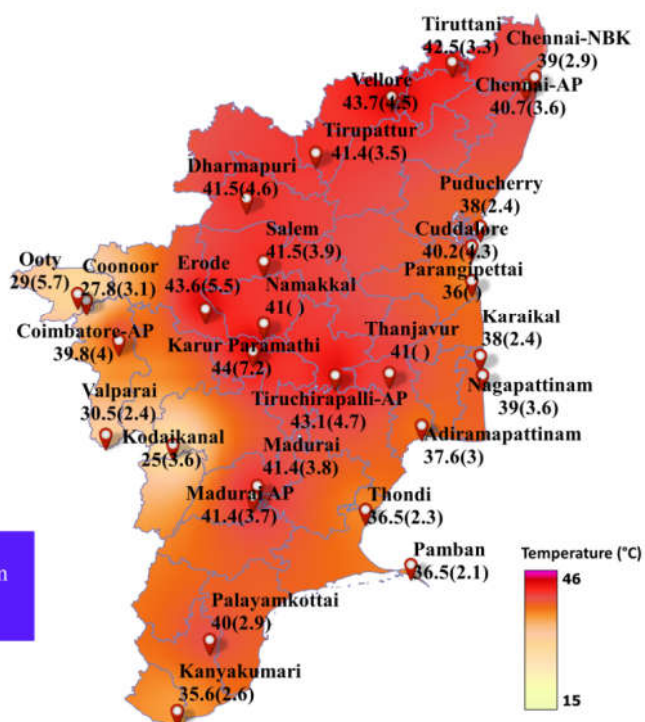 Tiruttani
42.5(3.3)
Chennai-NBK
39(2.9)
Vellore
43.7(4.5)
Chennai-AP
40.7(3.6)
Tirupattur
41.4(3.5)
Dharmapuri
41.5(4.6)
Puducherry
38(2.4)
Salem
41.5(3.9)
Cuddalore
40.2(4.3)
Ooty
29(5.7)
Coonoor
27.8(3.1)
Erode
43.6(5.5)
Namakkal
41( )
Parangipettai
36( )
Coimbatore-AP
39.8(4)
Karur Paramathi
44(7.2)
Thanjavur
41( )
Karaikal
38(2.4)
Valparai
30.5(2.4)
Tiruchirapalli-AP
43.1(4.7)
Nagapattinam
39(3.6)
Kodaikanal
25(3.6)
Madurai
41.4(3.8)
Adiramapattinam
37.6(3)
Madurai AP
41.4(3.7)
Thondi
36.5(2.3)
Pamban
36.5(2.1)
Temperature (°C)
46
15
Palayamkottai
40(2.9)
Kanyakumari
35.6(2.6)